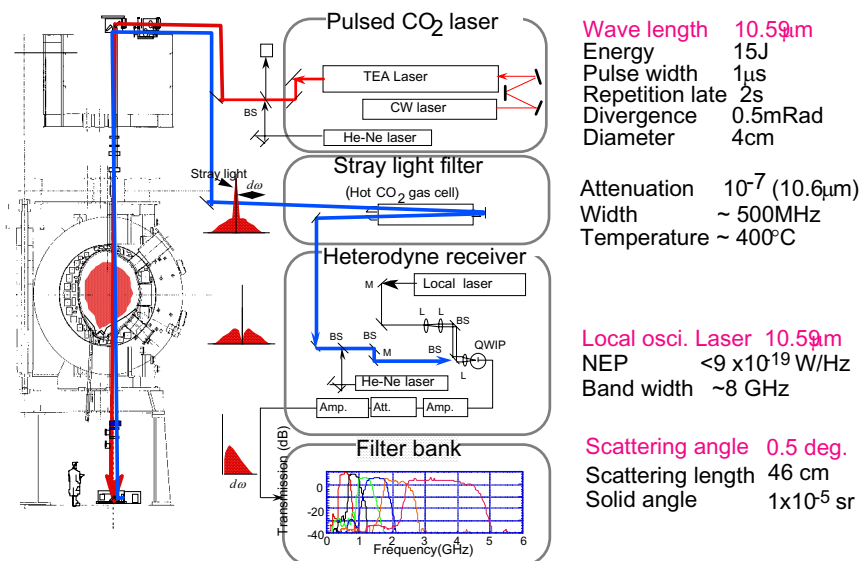 Pulsed CO2 laser
TEA Laser
CW laser
BS
He-Ne laser
Stray light filter
Stray light
dω
(Hot CO2 gas cell)
Heterodyne receiver
M
Local laser
L L
BS
BS
BS
BS
QWIP
M
L
He-Ne laser
Amp.
Att.
Amp.
Filter bank
dω
Transmission (dB)
0
-20
-40
0 1 2 3 4 5 6
Frequency(GHz)
Wave length 10.59μm
Energy 15J
Pulse width 1μs
Repetition late 2s
Divergence 0.5mRad
Diameter 4cm
Attenuation 10-7 (10.6μm)
Width ~ 500MHz
Temperature ~ 400°C
Local osci. Laser 10.59μm
NEP <9 x10-19 W/Hz
Band width ~8 GHz
Scattering angle 0.5 deg.
Scattering length 46 cm
Solid angle 1x10-5 sr